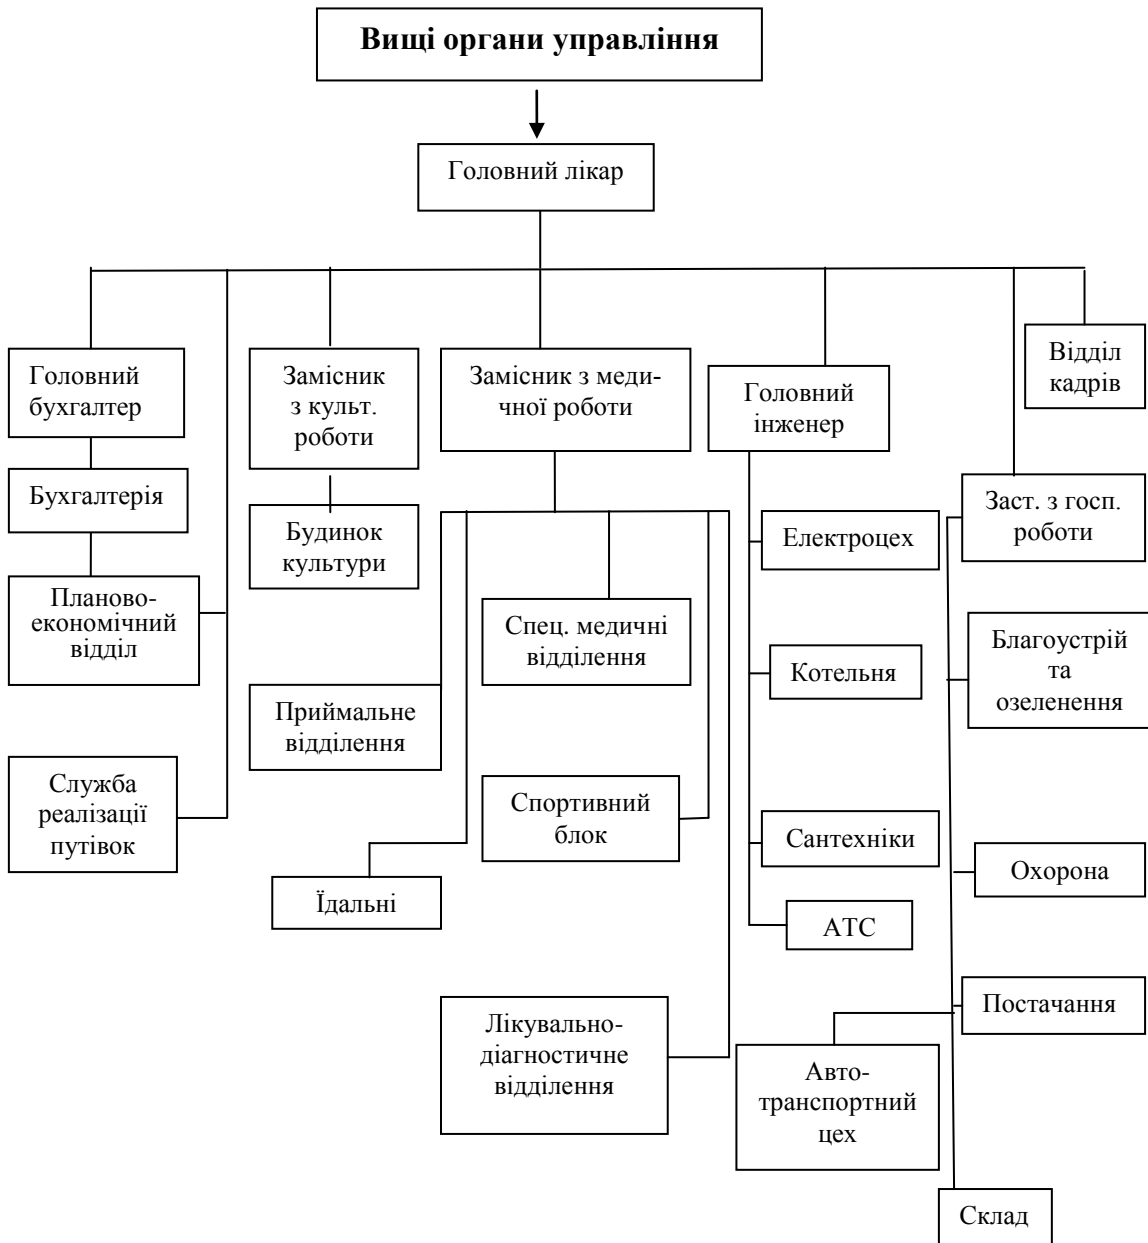 Вищі органи управління
Головний лікар
Головний
бухгалтер
Замісник
з культ.
роботи
Замісник з меди-
чної роботи
Головний
інженер
Відділ
кадрів
Бухгалтерія
Будинок
культури
Електроцех
Заст. з госп.
роботи
Планово-
економічний
відділ
Спец. медичні
відділення
Котельня
Благоустрій
та
озеленення
Приймальне
відділення
Служба
реалізації
путівок
Спортивний
блок
Сантехніки
Охорона
Їдальні
АТС
Лікувально-
діагностичне
відділення
Постачання
Авто-
транспортний
цех
Склад